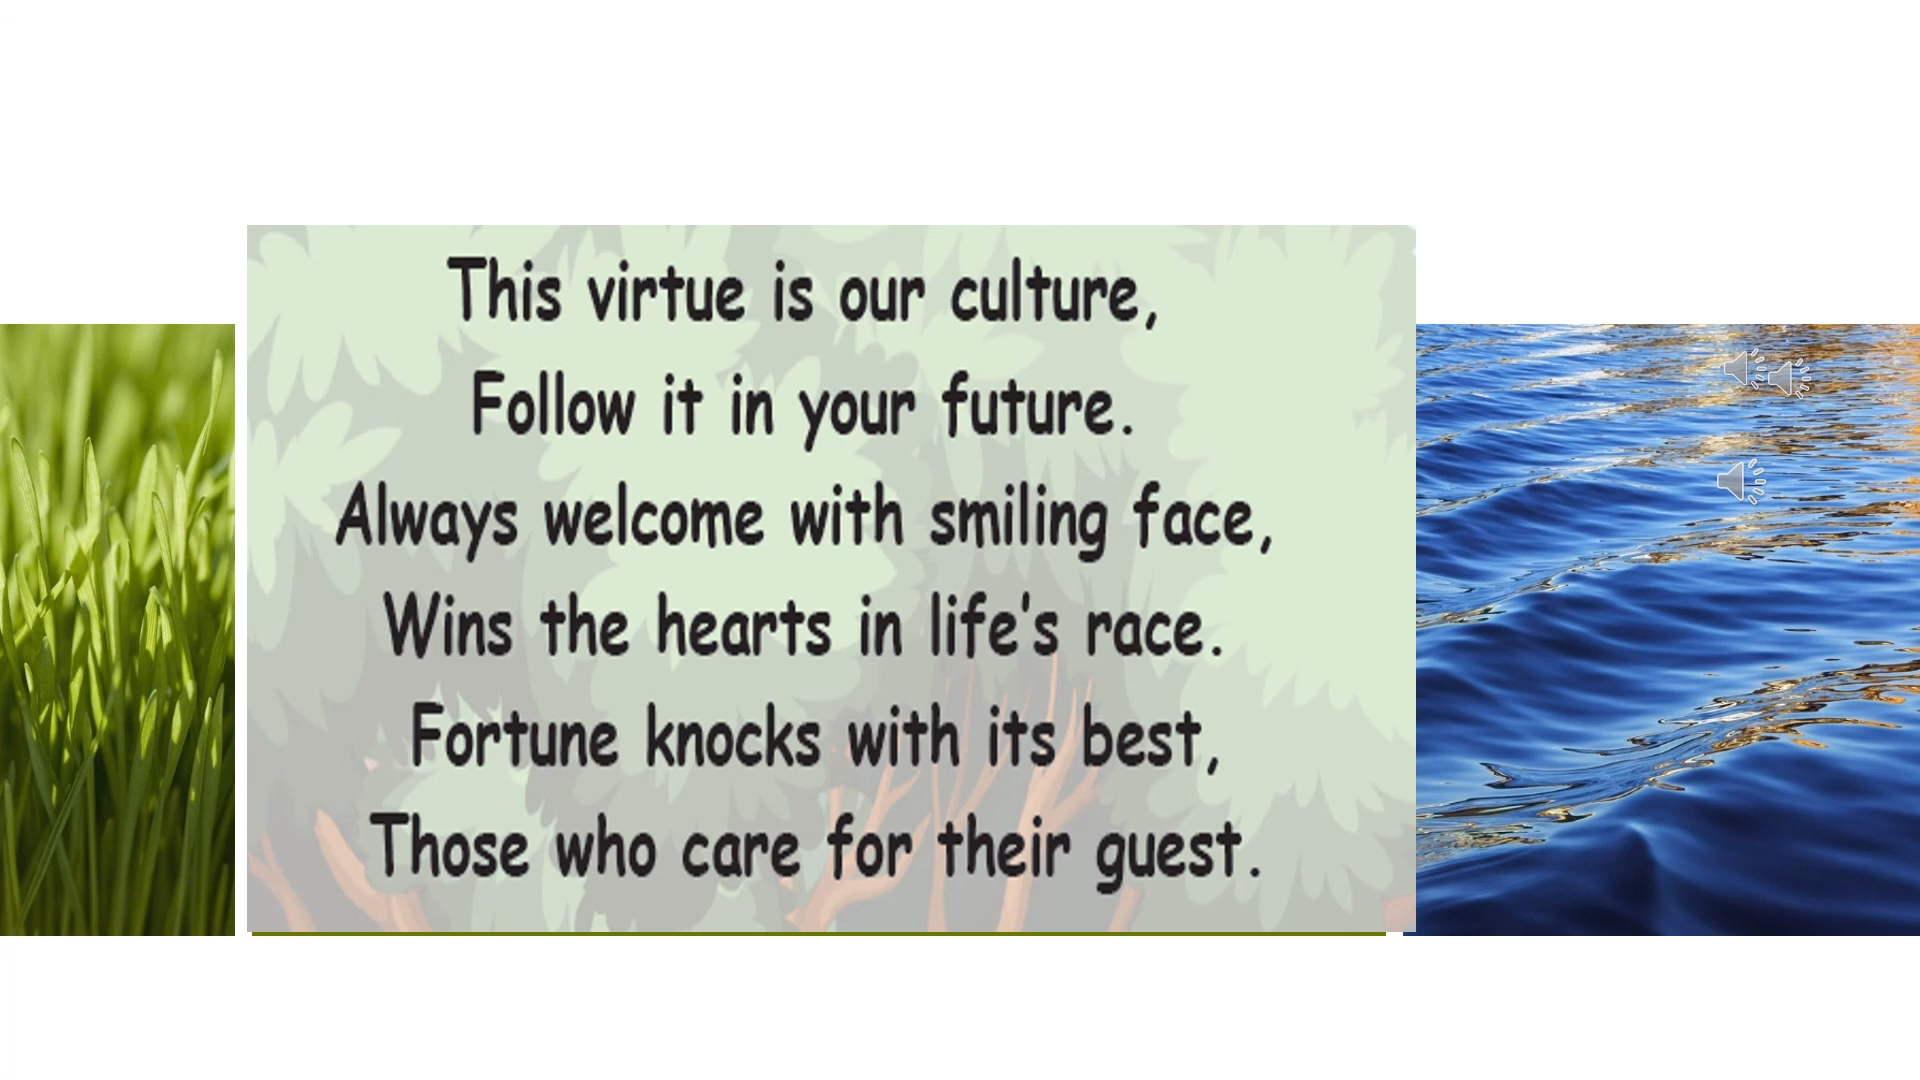 This virtue is our culture,
Follow it in your future.
Always welcome with smiling face,
Wins the hearts in life's race.
Fortune knocks with its best,
Those who care for their guest.